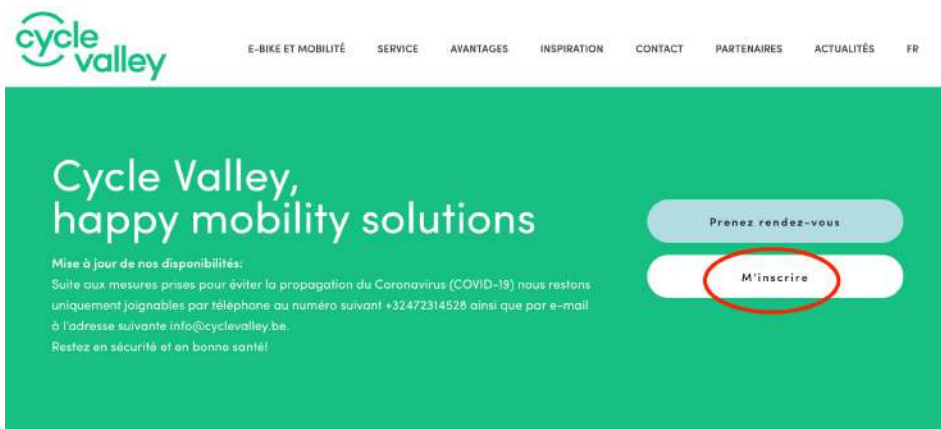 cycle
valley
E-BIKE ET MOBILITÉ SERVICE AVANTAGES INSPIRATION CONTACT PARTENAIRES ACTUALITÉS FR
Cycle Valley,
happy mobility solutions
Mise à jour de nos disponibilités:
Suite aux mesures prises pour éviter la propagation du Coronavirus (COVID-19) nous restons
uniquement joignables par téléphone au numéro suivant +32472314528 ainsi que par e-mail
à l'adresse suivante info@cyclevalley.be.
Restez en sécurité et en bonne santé!
Prenez rendez-vous
M'inscrire